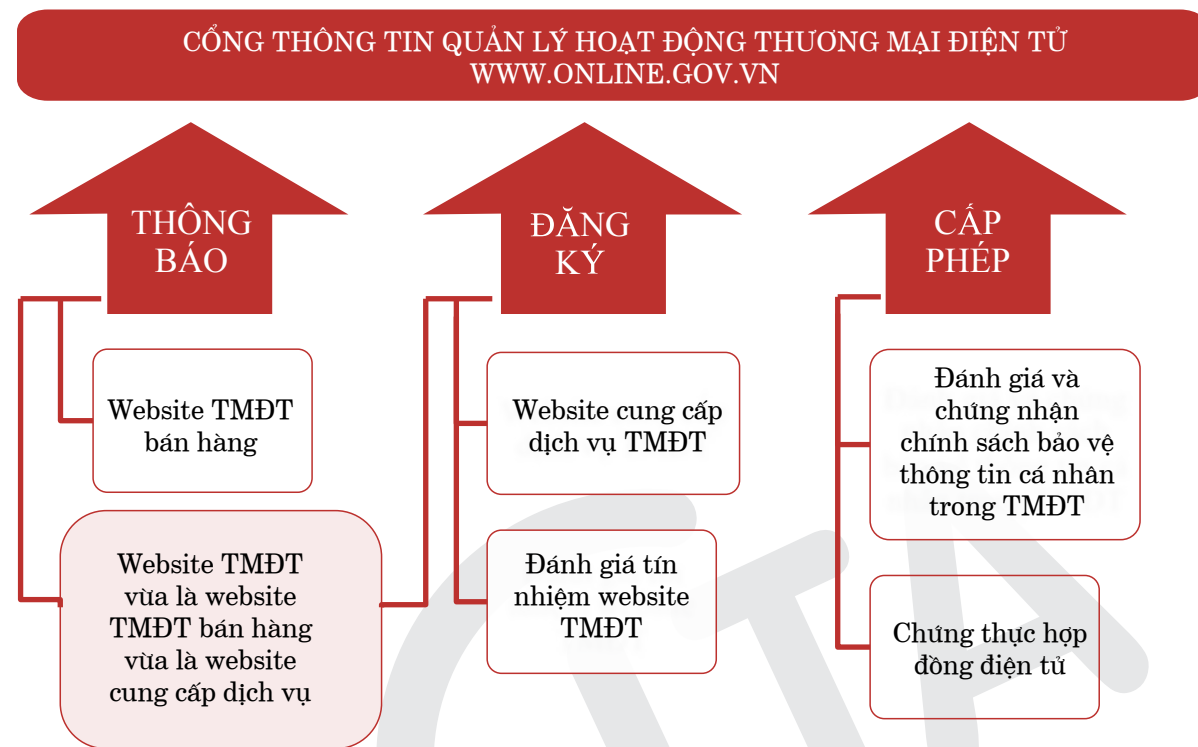 CỔNG THÔNG TIN QUẢN LÝ HOẠT ĐỘNG THƯƠNG MẠI ĐIỆN TỬ
WWW.ONLINE.GOV.VN
THÔNG
BÁO
Website TMĐT
bán hàng
Website TMĐT
vừa là website
TMĐT bán hàng
vừa là website
cung cấp dịch vụ
ĐĂNG
KÝ
Website cung cấp
dịch vụ TMĐT
Đánh giá tín
nhiệm website
TMĐT
CẤP
PHÉP
Đánh giá và
chứng nhận
chính sách bảo vệ
thông tin cá nhân
trong TMĐT
Chứng thực hợp
đồng điện tử